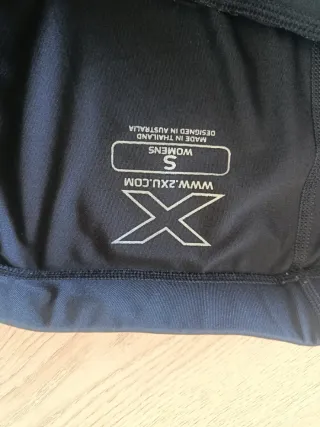 X
WWW.2XU.COM
S
WOMENS
MADE IN THAILAND
DESIGNED IN AUSTRALIA